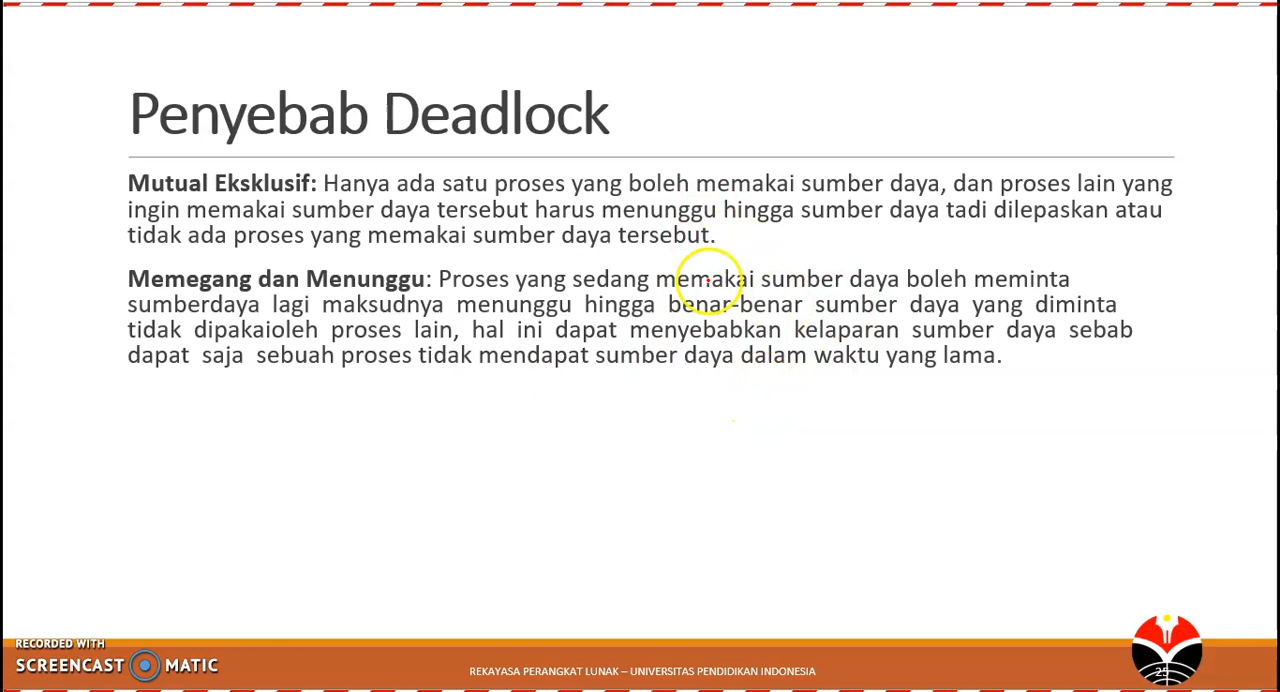 Penyebab Deadlock
Mutual Eksklusif: Hanya ada satu proses yang boleh memakai sumber daya, dan proses lain yang
ingin memakai sumber daya tersebut harus menunggu hingga sumber daya tadi dilepaskan atau
tidak ada proses yang memakai sumber daya tersebut.
Memegang dan Menunggu: Proses yang sedang memakai sumber daya boleh meminta
sumberdaya lagi maksudnya menunggu hingga benar-benar sumber daya yang diminta
tidak dipakaioleh proses lain, hal ini dapat menyebabkan kelaparan sumber daya sebab
dapat saja sebuah proses tidak mendapat sumber daya dalam waktu yang lama.
RECORDED WITH
SCREENCAST MATIC
REKAYASA PERANGKAT LUNAK – UNIVERSITAS PENDIDIKAN INDONESIA
25